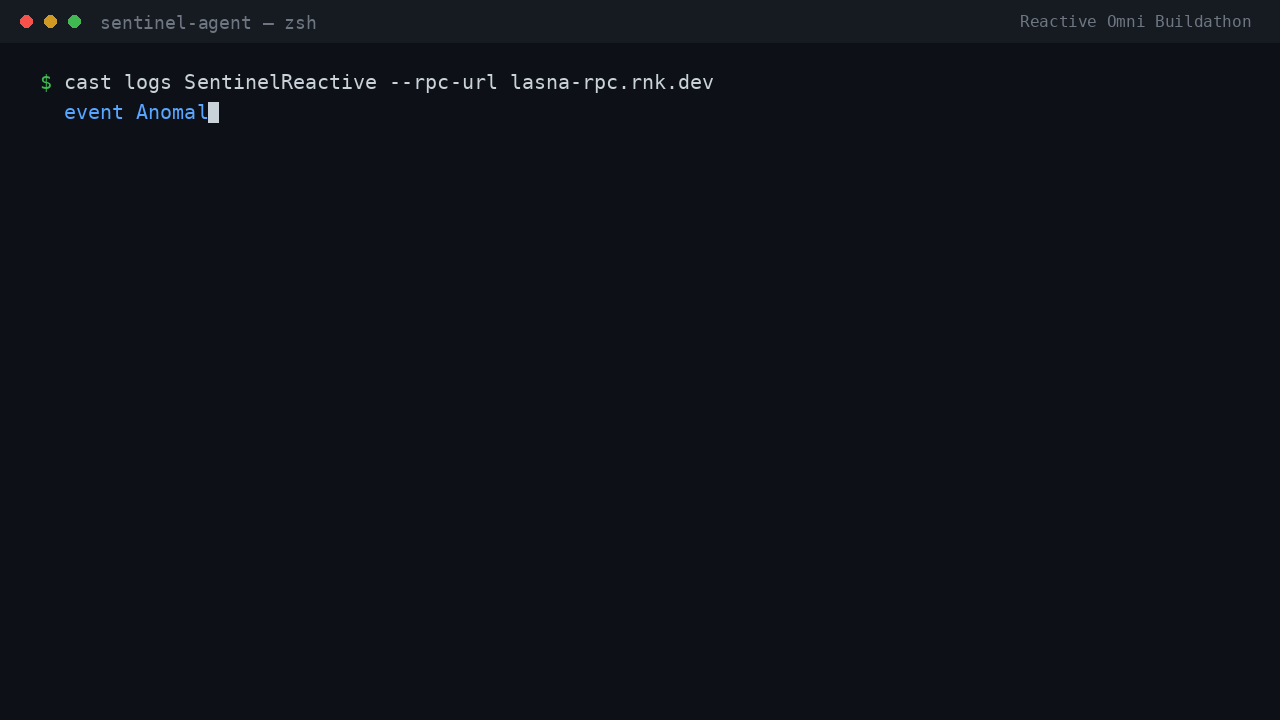 sentinel-agent — zsh
Reactive Omni Buildathon
$ cast logs SentinelReactive --rpc-url lasna-rpc.rnk.dev
event Anomal